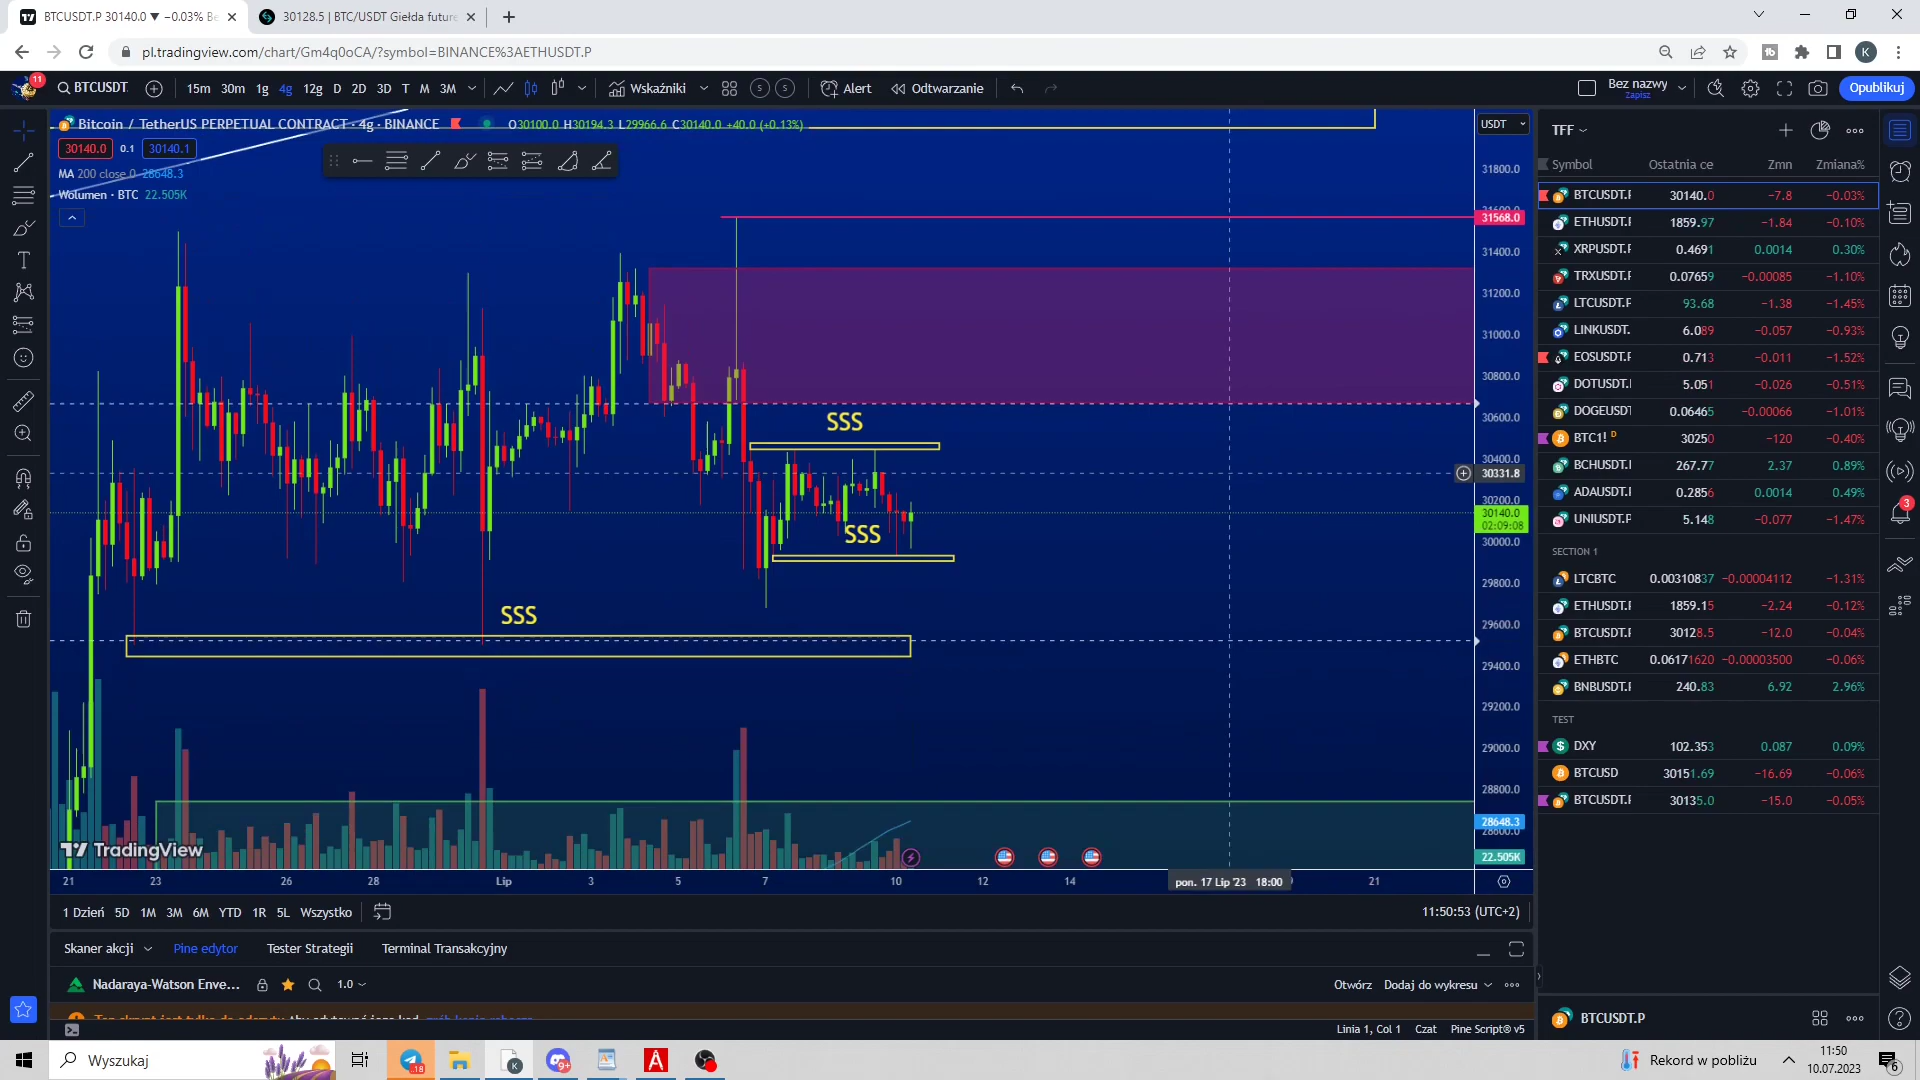 BTCUSDT.P 30140.0 ▼ −0.03% Be
30128.5 | BTC/USDT Giełda future
pl.tradingview.com/chart/Gm4q0oCA/?symbol=BINANCE%3AETHUSDT.P
K
11
BTCUSDT.
15m 30m 1g 4g 12g D 2D 3D T M 3M
Wskaźniki
S S
Alert
Odtwarzanie
Bez nazwy
Zapisz
Opublikuj
Bitcoin / TetherUS PERPETUAL CONTRACT · 4g · BINANCE
O30100.0 H30194.3 L29966.6 C30140.0 +40.0 (+0.13%)
30140.0 0.1 30140.1
MA 200 close 0 28648.3
Wolumen · BTC 22.505K
SSS
SSS
SSS
TradingView
USDT
31800.0
31568.0
31400.0
31200.0
31000.0
30800.0
30600.0
30400.0
30331.8
30200.0
30140.0
02:09:08
30000.0
29800.0
29600.0
29400.0
29200.0
29000.0
28800.0
28648.3
28600.0
22.505K
21 23 26 28 Lip 3 5 7 10 12 14 pon. 17 Lip '23 18:00 21
1 Dzień 5D 1M 3M 6M YTD 1R 5L Wszystko
11:50:53 (UTC+2)
Skaner akcji Pine edytor Tester Strategii Terminal Transakcyjny
Nadaraya-Watson Enve... 1.0
Otwórz Dodaj do wykresu
Linia 1, Col 1 Czat Pine Script® v5
TFF
Symbol Ostatnia ce Zmn Zmiana%
BTCUSDT.P 30140.0 −7.8 −0.03%
ETHUSDT.F 1859.97 −1.84 −0.10%
XRPUSDT.F 0.4691 0.0014 0.30%
TRXUSDT.F 0.07659 −0.00085 −1.10%
LTCUSDT.F 93.68 −1.38 −1.45%
LINKUSDT. 6.089 −0.057 −0.93%
EOSUSDT.F 0.713 −0.011 −1.52%
DOTUSDT.I 5.051 −0.026 −0.51%
DOGEUSDT 0.06465 −0.00066 −1.01%
BTC1! D 30250 −120 −0.40%
BCHUSDT.I 267.77 2.37 0.89%
ADAUSDT.I 0.2856 0.0014 0.49%
UNIUSDT.F 5.148 −0.077 −1.47%
SECTION 1
LTCBTC 0.00310837 −0.00004112 −1.31%
ETHUSDT.F 1859.15 −2.24 −0.12%
BTCUSDT.F 30128.5 −12.0 −0.04%
ETHBTC 0.06171620 −0.00003500 −0.06%
BNBUSDT.F 240.83 6.92 2.96%
TEST
DXY 102.353 0.087 0.09%
BTCUSD 30151.69 −16.69 −0.06%
BTCUSDT.F 30135.0 −15.0 −0.05%
BTCUSDT.P
3
Wyszukaj
18
K
9+
Rekord w pobliżu
11:50
10.07.2023
6